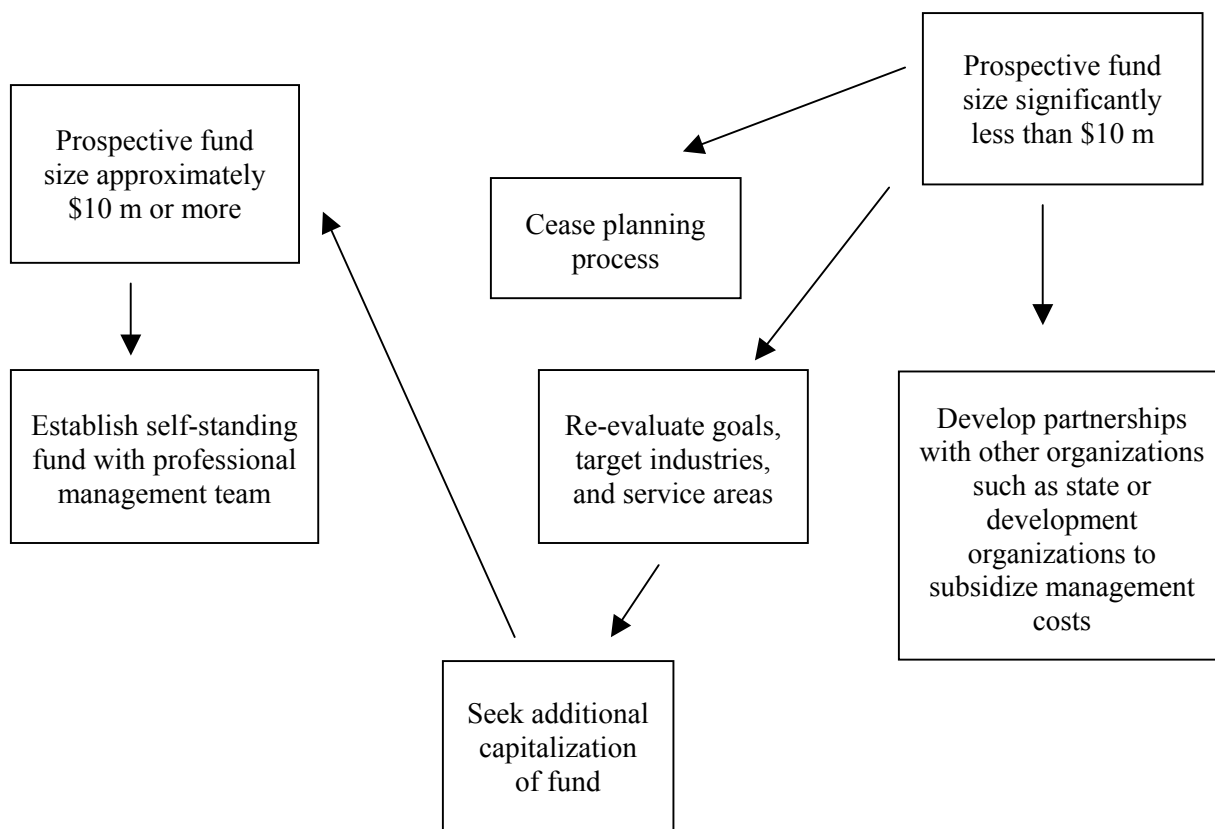 Prospective fund
size approximately
$10 m or more
Prospective fund
size significantly
less than $10 m
Cease planning
process
Establish self-standing
fund with professional
management team
Re-evaluate goals,
target industries,
and service areas
Develop partnerships
with other organizations
such as state or
development
organizations to
subsidize management
costs
Seek additional
capitalization
of fund